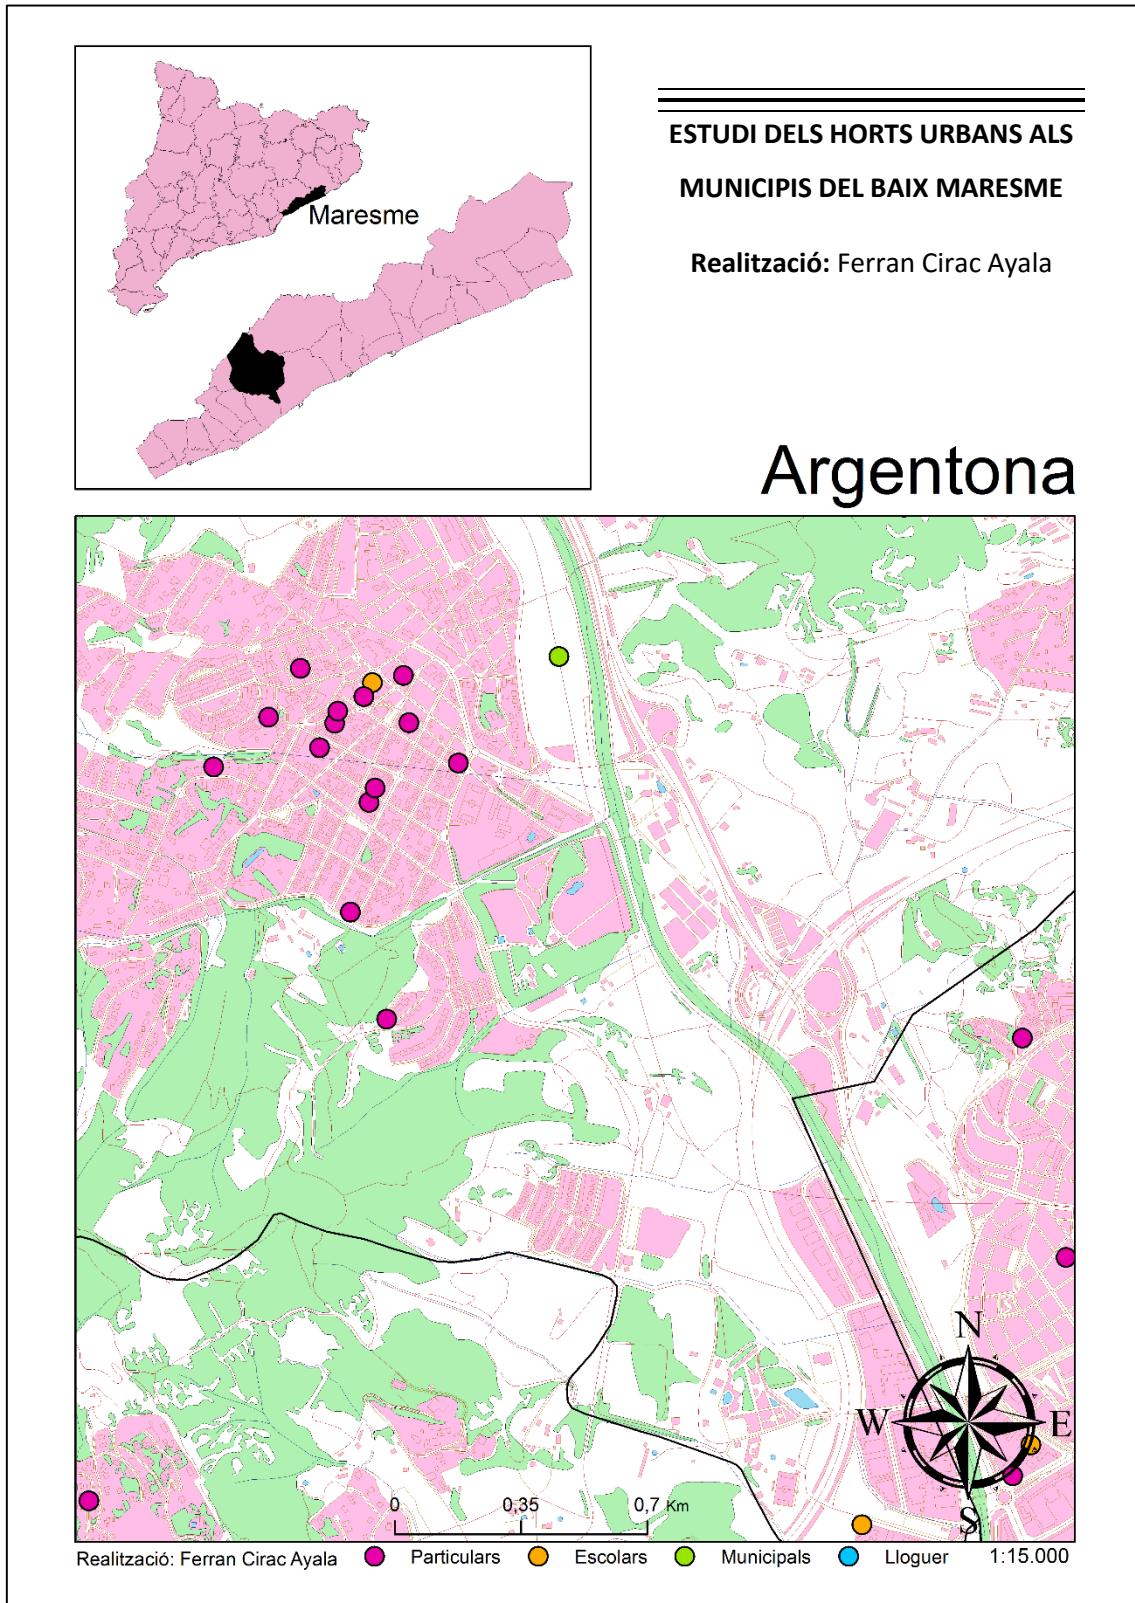 Maresme
ESTUDI DELS HORTS URBANS ALS
MUNICIPIS DEL BAIX MARESME
Realització: Ferran Cirac Ayala
Argentona
N
W E
S
0 0,35 0,7 Km
Realització: Ferran Cirac Ayala Particulars Escolars Municipals Lloguer 1:15.000